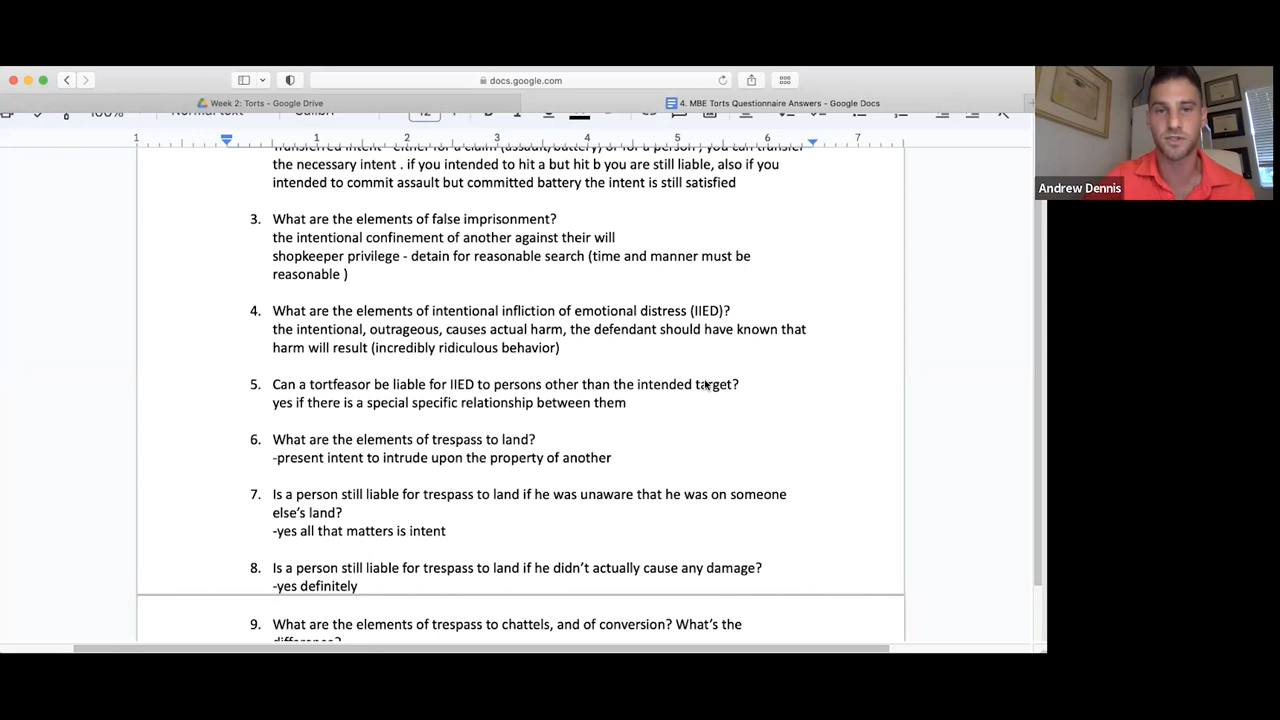 docs.google.com
Week 2: Torts - Google Drive
4. MBE Torts Questionnaire Answers - Google Docs
1 1 2 3 4 5 6 7
the necessary intent . if you intended to hit a but hit b you are still liable, also if you
intended to commit assault but committed battery the intent is still satisfied
3. What are the elements of false imprisonment?
the intentional confinement of another against their will
shopkeeper privilege - detain for reasonable search (time and manner must be
reasonable )
4. What are the elements of intentional infliction of emotional distress (IIED)?
the intentional, outrageous, causes actual harm, the defendant should have known that
harm will result (incredibly ridiculous behavior)
5. Can a tortfeasor be liable for IIED to persons other than the intended target?
yes if there is a special specific relationship between them
6. What are the elements of trespass to land?
-present intent to intrude upon the property of another
7. Is a person still liable for trespass to land if he was unaware that he was on someone
else’s land?
-yes all that matters is intent
8. Is a person still liable for trespass to land if he didn’t actually cause any damage?
-yes definitely
9. What are the elements of trespass to chattels, and of conversion? What’s the
difference?
Andrew Dennis